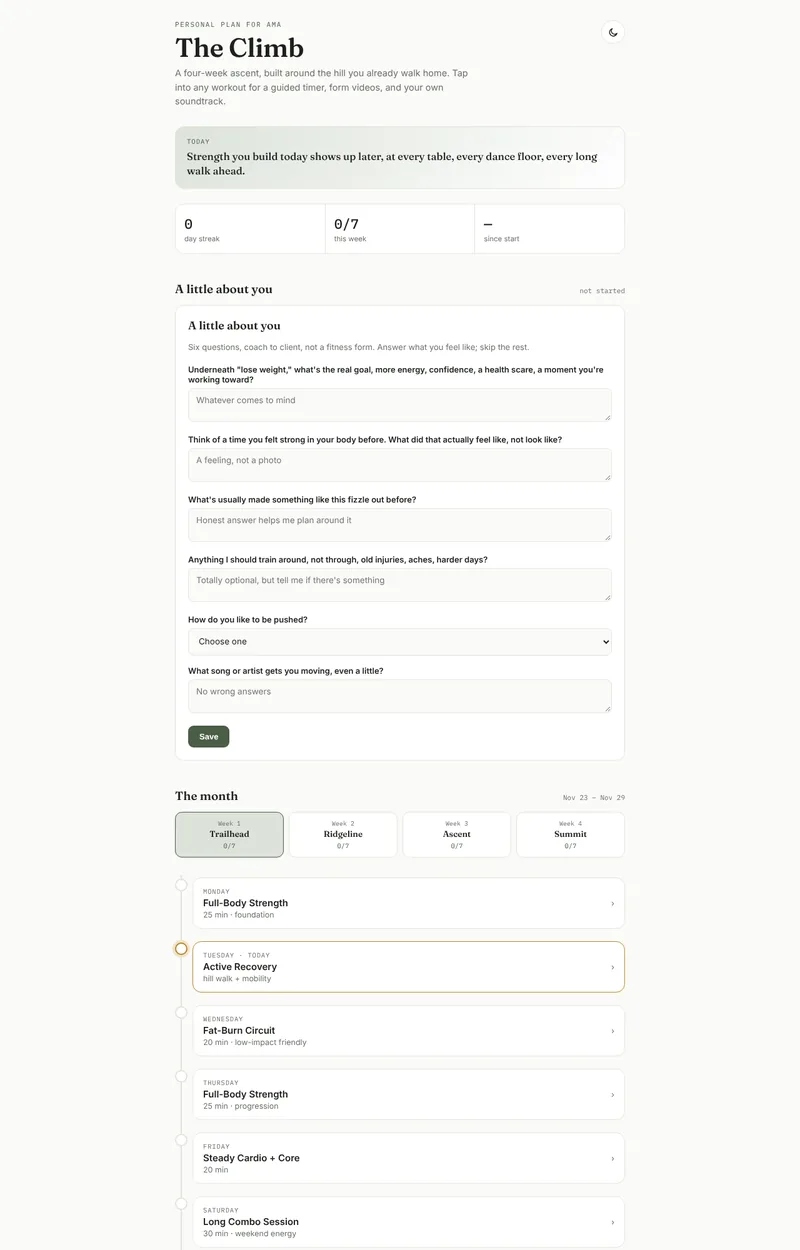 PERSONAL PLAN FOR AMA
The Climb
A four-week ascent, built around the hill you already walk home. Tap
into any workout for a guided timer, form videos, and your own
soundtrack.
TODAY
Strength you build today shows up later, at every table, every dance floor, every long
walk ahead.
0
day streak
0/7
this week
—
since start
A little about you
not started
A little about you
Six questions, coach to client, not a fitness form. Answer what you feel like; skip the rest.
Underneath "lose weight," what's the real goal, more energy, confidence, a health scare, a moment you're
working toward?
Whatever comes to mind
Think of a time you felt strong in your body before. What did that actually feel like, not look like?
A feeling, not a photo
What's usually made something like this fizzle out before?
Honest answer helps me plan around it
Anything I should train around, not through, old injuries, aches, harder days?
Totally optional, but tell me if there's something
How do you like to be pushed?
Choose one
What song or artist gets you moving, even a little?
No wrong answers
Save
The month
Nov 23 – Nov 29
Week 1
Trailhead
0/7
Week 2
Ridgeline
0/7
Week 3
Ascent
0/7
Week 4
Summit
0/7
MONDAY
Full-Body Strength
25 min · foundation
TUESDAY · TODAY
Active Recovery
hill walk + mobility
WEDNESDAY
Fat-Burn Circuit
20 min · low-impact friendly
THURSDAY
Full-Body Strength
25 min · progression
FRIDAY
Steady Cardio + Core
20 min
SATURDAY
Long Combo Session
30 min · weekend energy